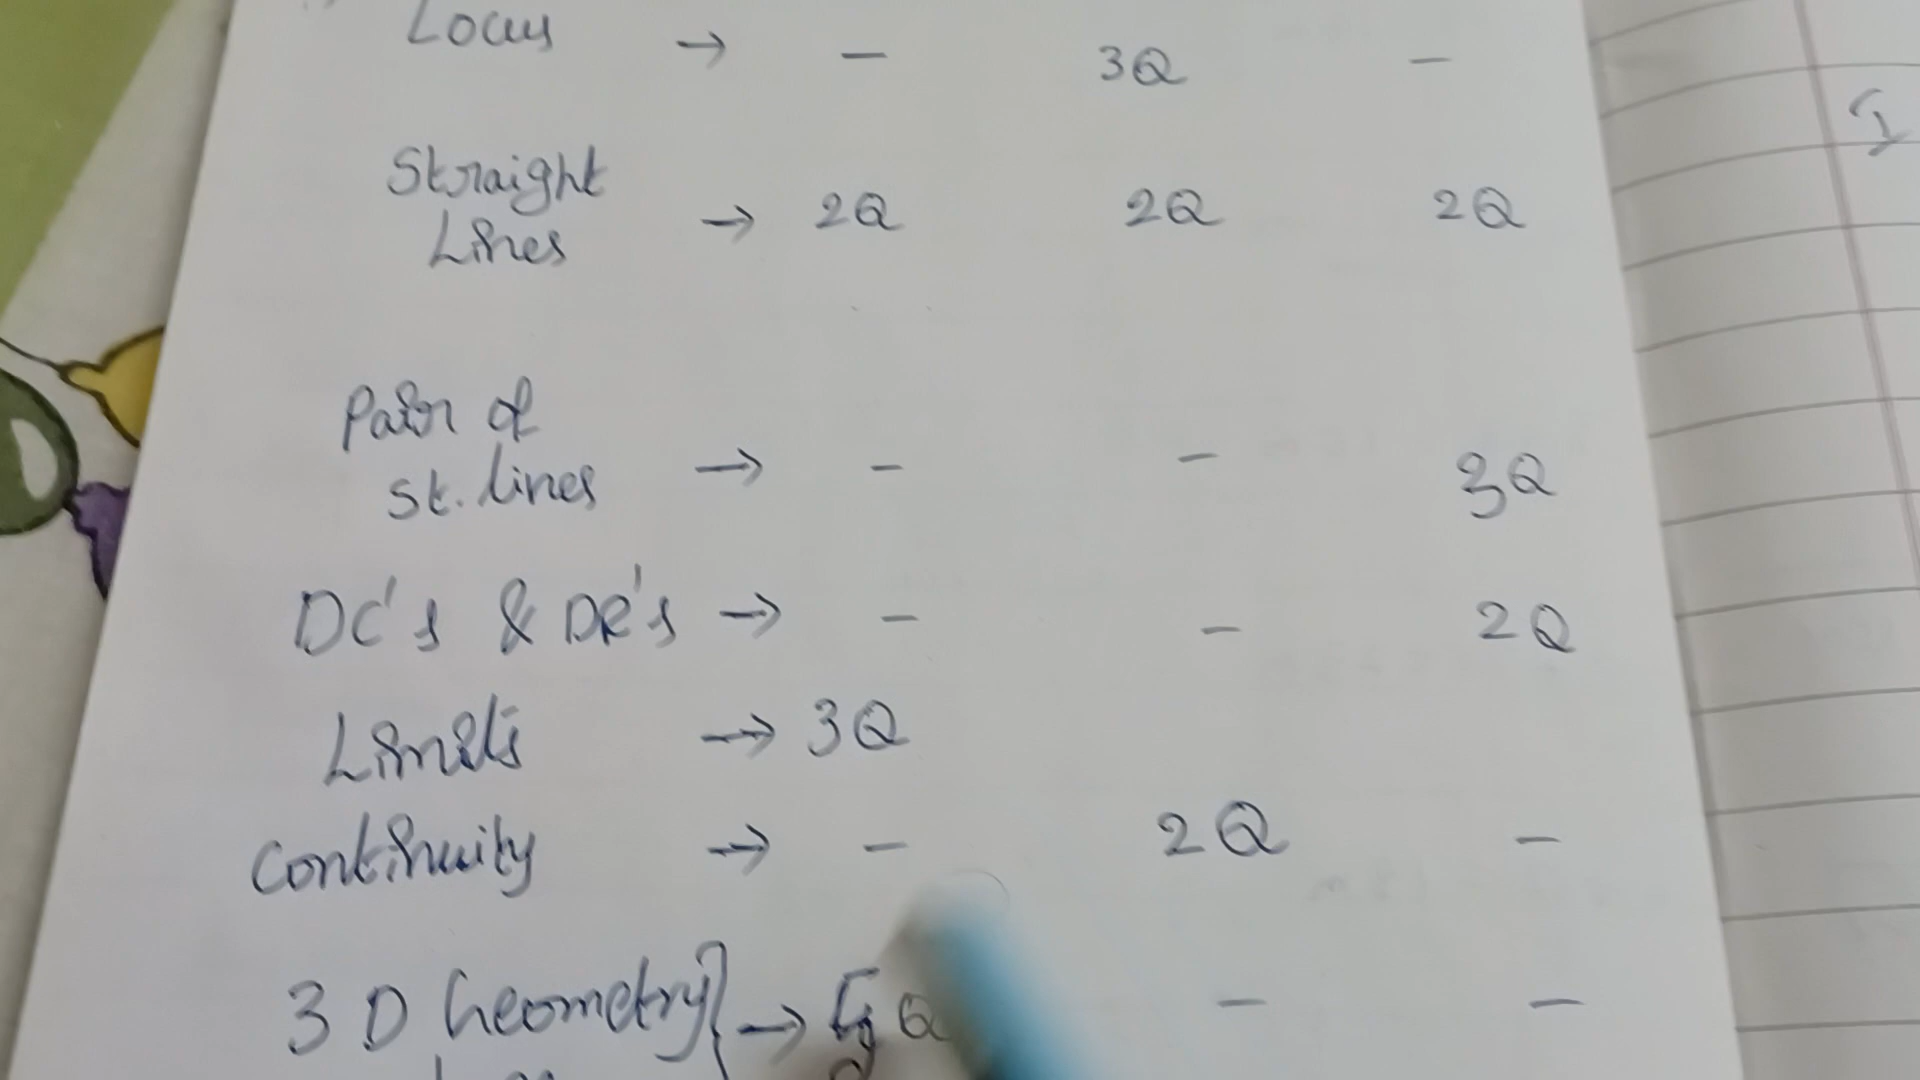 Locus → - 3Q -
Straight
Lines → 2Q 2Q 2Q
Pair of
st. lines → - - 3Q
DC's & DR's → - - 2Q
Limits → 3Q
Continuity → - 2Q -
3 D Geometry} → Q - -